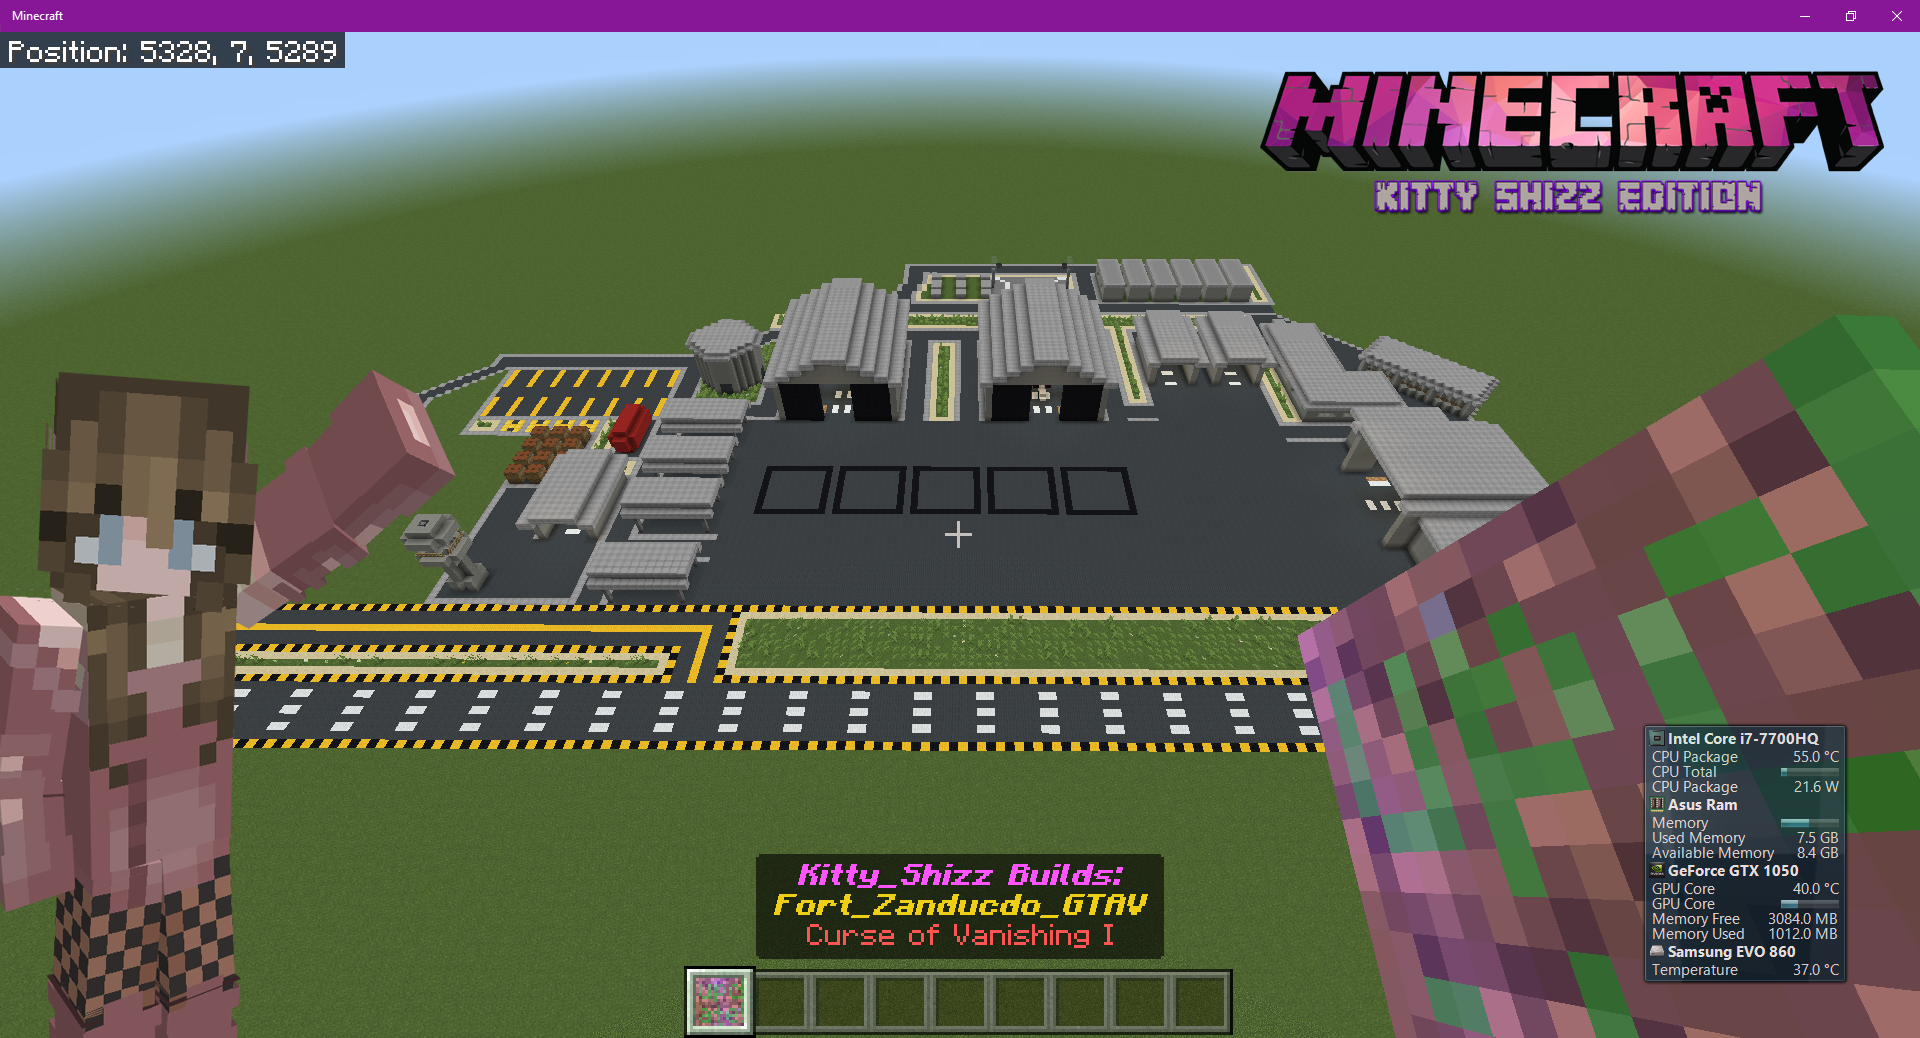 Minecraft
Position: 5328, 7, 5289
MINECRAFT
KITTY SHIZZ EDITION
Intel Core i7-7700HQ
CPU Package 55.0 °C
CPU Total
CPU Package 21.6 W
Asus Ram
Memory
Used Memory 7.5 GB
Available Memory 8.4 GB
GeForce GTX 1050
GPU Core 40.0 °C
GPU Core
Memory Free 3084.0 MB
Memory Used 1012.0 MB
Samsung EVO 860
Temperature 37.0 °C
Kitty_Shizz Builds:
Fort_Zanducdo_GTAV
Curse of Vanishing I